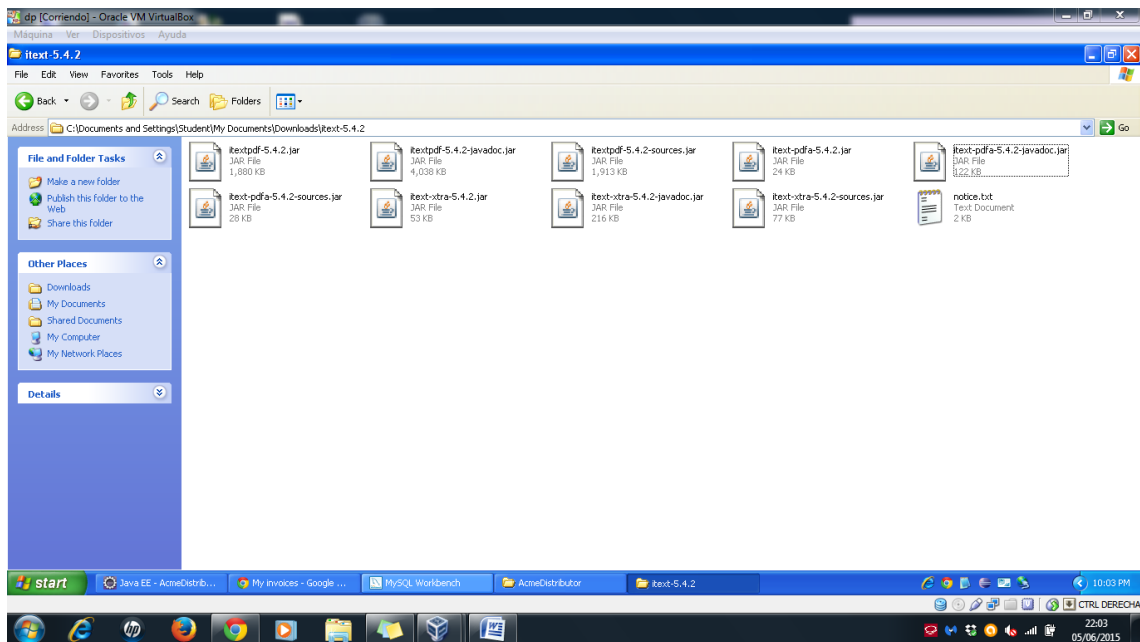 dp [Corriendo] - Oracle VM VirtualBox
Máquina Ver Dispositivos Ayuda
itext-5.4.2
File Edit View Favorites Tools Help
Back Search Folders
Address C:\Documents and Settings\Student\My Documents\Downloads\itext-5.4.2 Go
File and Folder Tasks
Make a new folder
Publish this folder to the
Web
Share this folder
Other Places
Downloads
My Documents
Shared Documents
My Computer
My Network Places
Details
itextpdf-5.4.2.jar
JAR File
1,880 KB
itextpdf-5.4.2-javadoc.jar
JAR File
4,038 KB
itextpdf-5.4.2-sources.jar
JAR File
1,913 KB
itext-pdfa-5.4.2.jar
JAR File
24 KB
itext-pdfa-5.4.2-javadoc.jar
JAR File
122 KB
itext-pdfa-5.4.2-sources.jar
JAR File
28 KB
itext-xtra-5.4.2.jar
JAR File
53 KB
itext-xtra-5.4.2-javadoc.jar
JAR File
216 KB
itext-xtra-5.4.2-sources.jar
JAR File
77 KB
notice.txt
Text Document
2 KB
start Java EE - AcmeDistrib... My invoices - Google ... MySQL Workbench AcmeDistributor itext-5.4.2 10:03 PM
CTRL DERECHA
22:03
05/06/2015